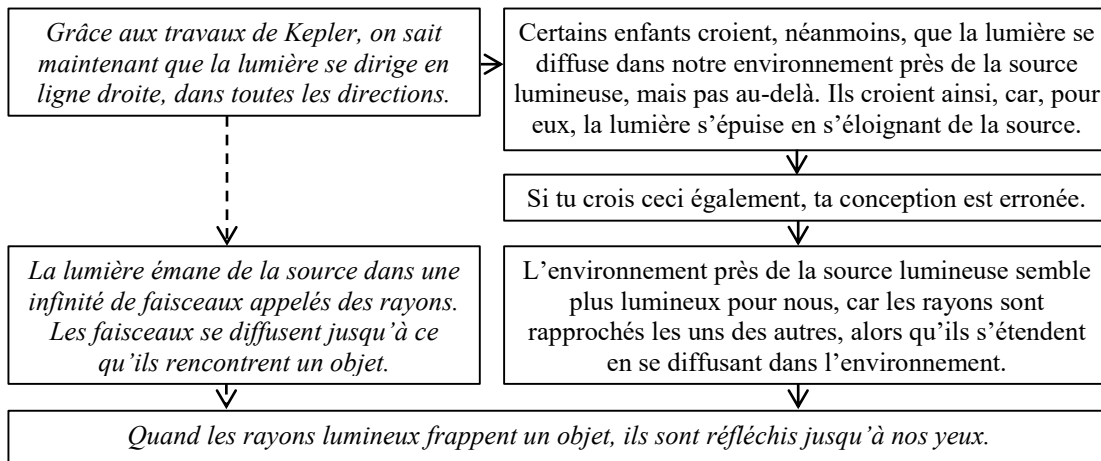 Grâce aux travaux de Kepler, on sait
maintenant que la lumière se dirige en
ligne droite, dans toutes les directions.
Certains enfants croient, néanmoins, que la lumière se
diffuse dans notre environnement près de la source
lumineuse, mais pas au-delà. Ils croient ainsi, car, pour
eux, la lumière s’épuise en s’éloignant de la source.
Si tu crois ceci également, ta conception est erronée.
La lumière émane de la source dans une
infinité de faisceaux appelés des rayons.
Les faisceaux se diffusent jusqu’à ce
qu’ils rencontrent un objet.
L’environnement près de la source lumineuse semble
plus lumineux pour nous, car les rayons sont
rapprochés les uns des autres, alors qu’ils s’étendent
en se diffusant dans l’environnement.
Quand les rayons lumineux frappent un objet, ils sont réfléchis jusqu’à nos yeux.